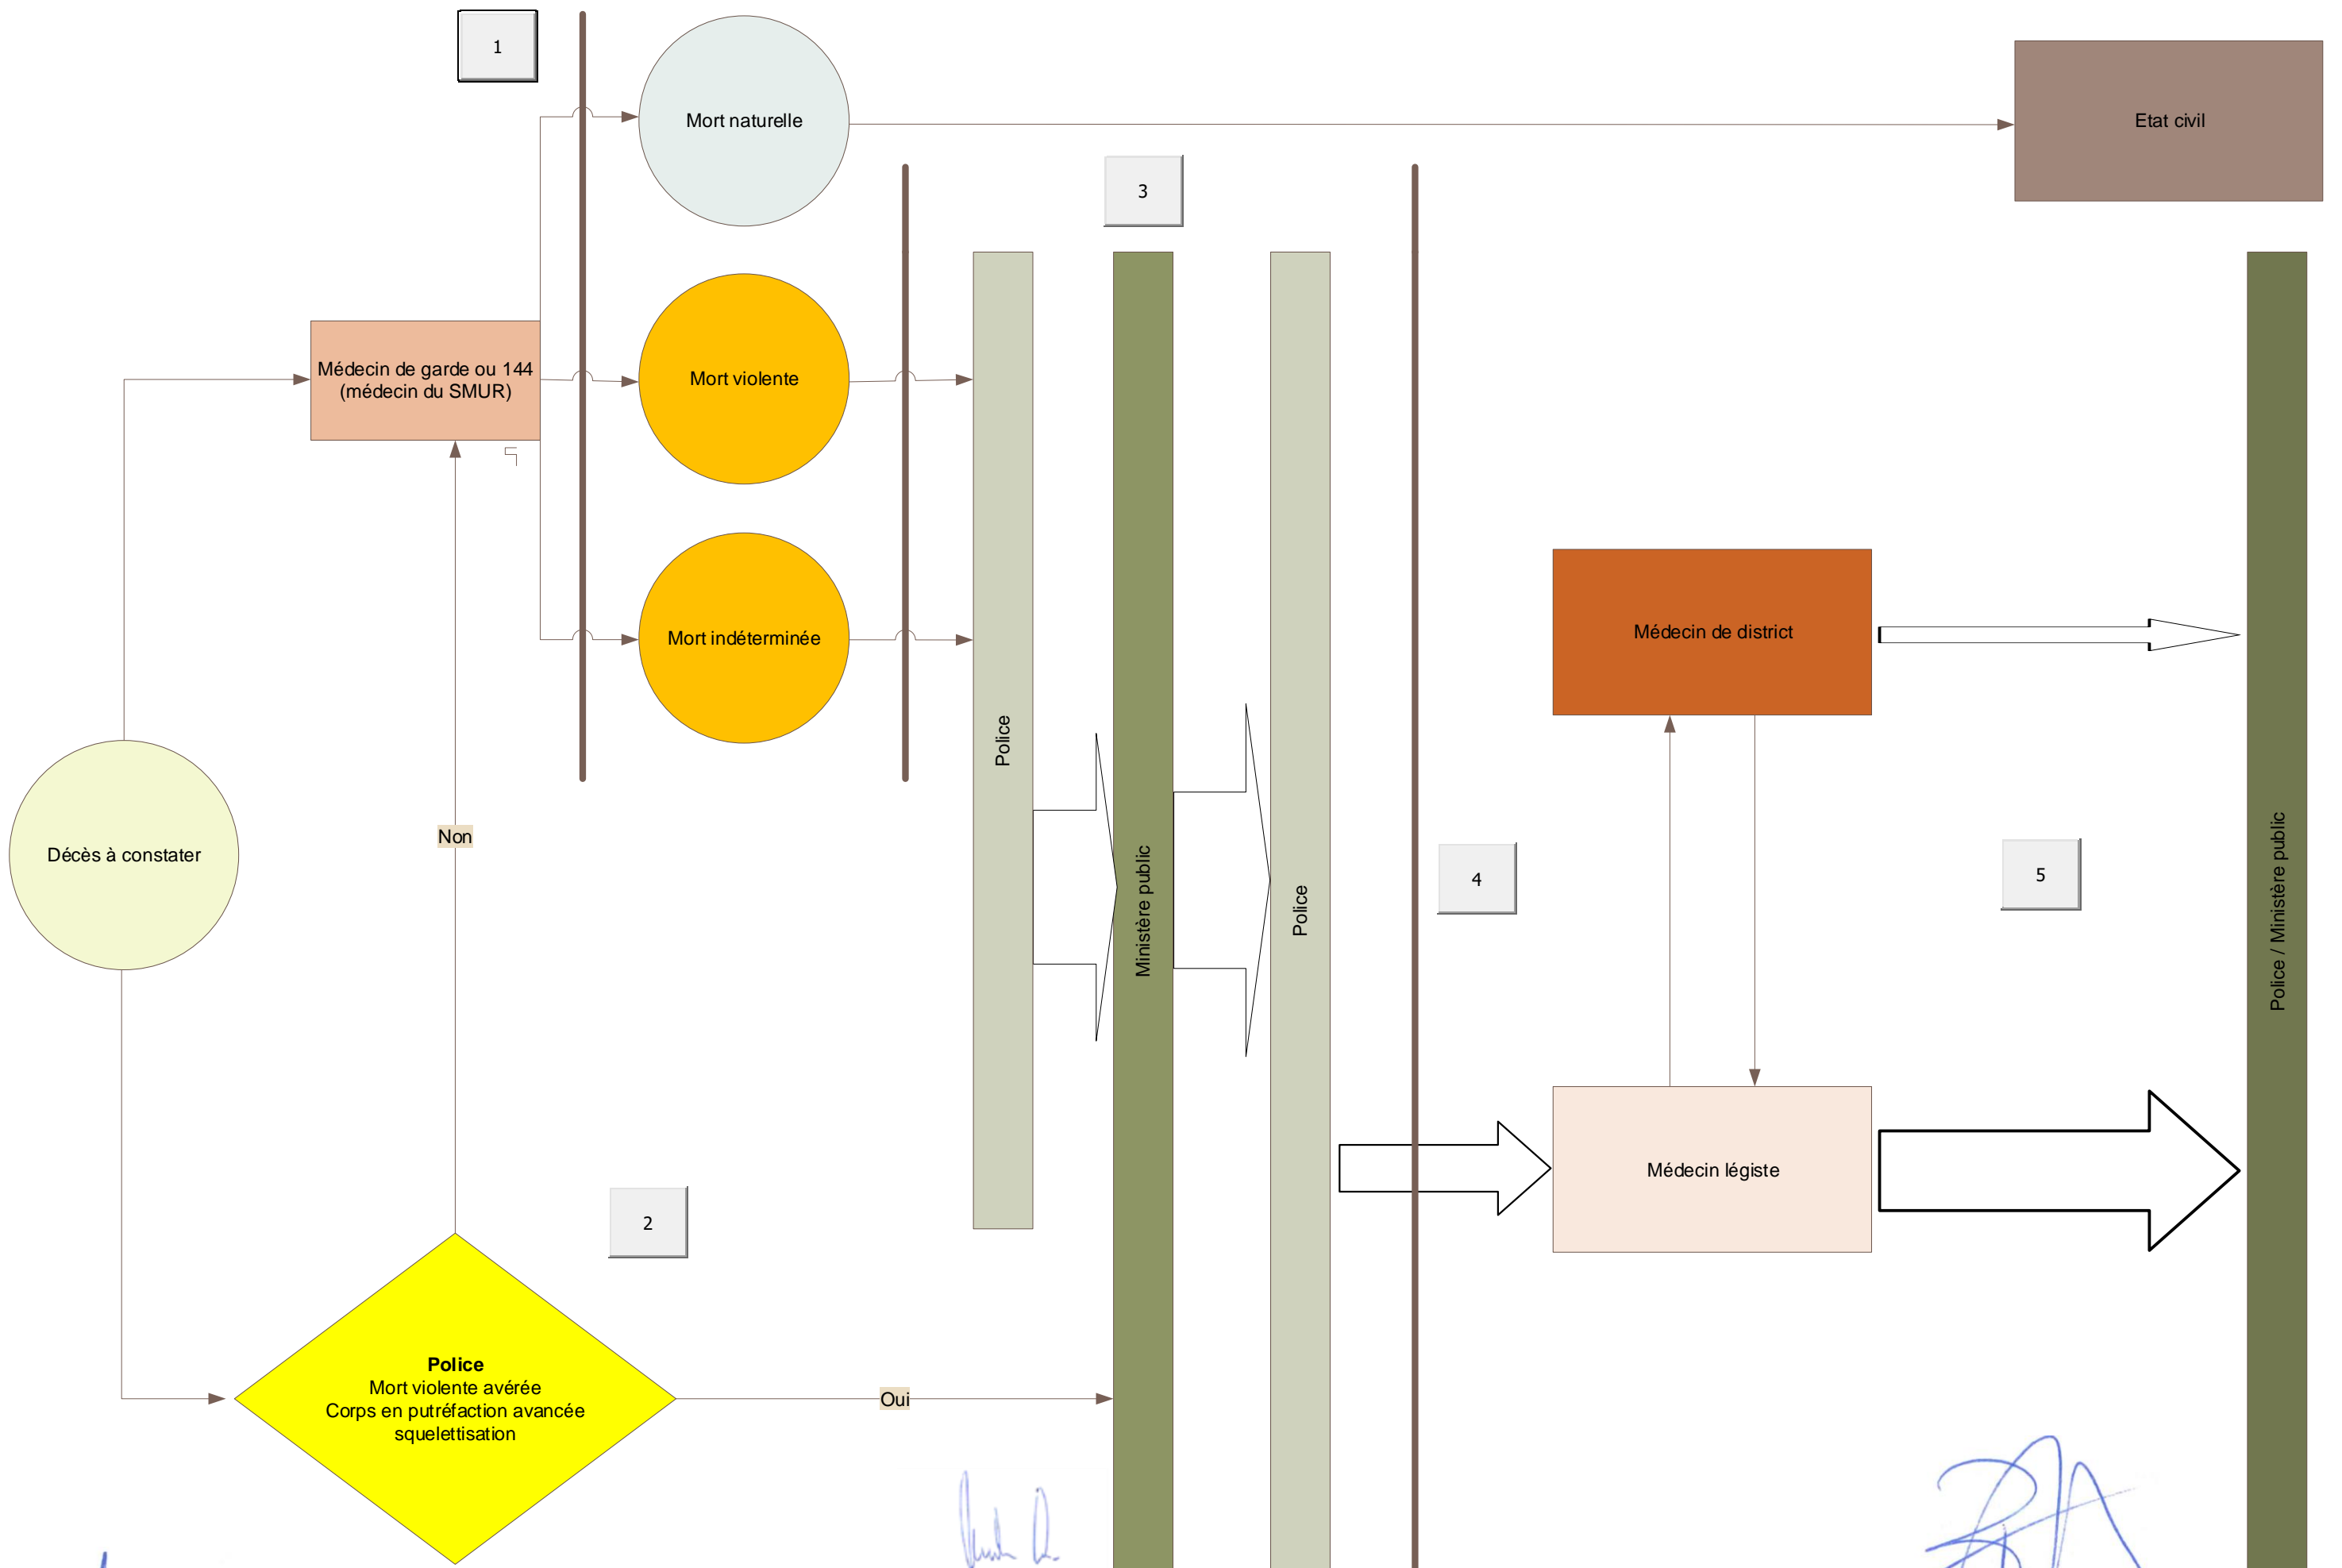 1
Mort naturelle
Etat civil
3
Médecin de garde ou 144
(médecin du SMUR)
Mort violente
Mort indéterminée
Médecin de district
Police
Non
Décès à constater
Ministère public
Police
4
5
Police / Ministère public
Médecin légiste
2
Police
Mort violente avérée
Corps en putréfaction avancée
squelettisation
Oui